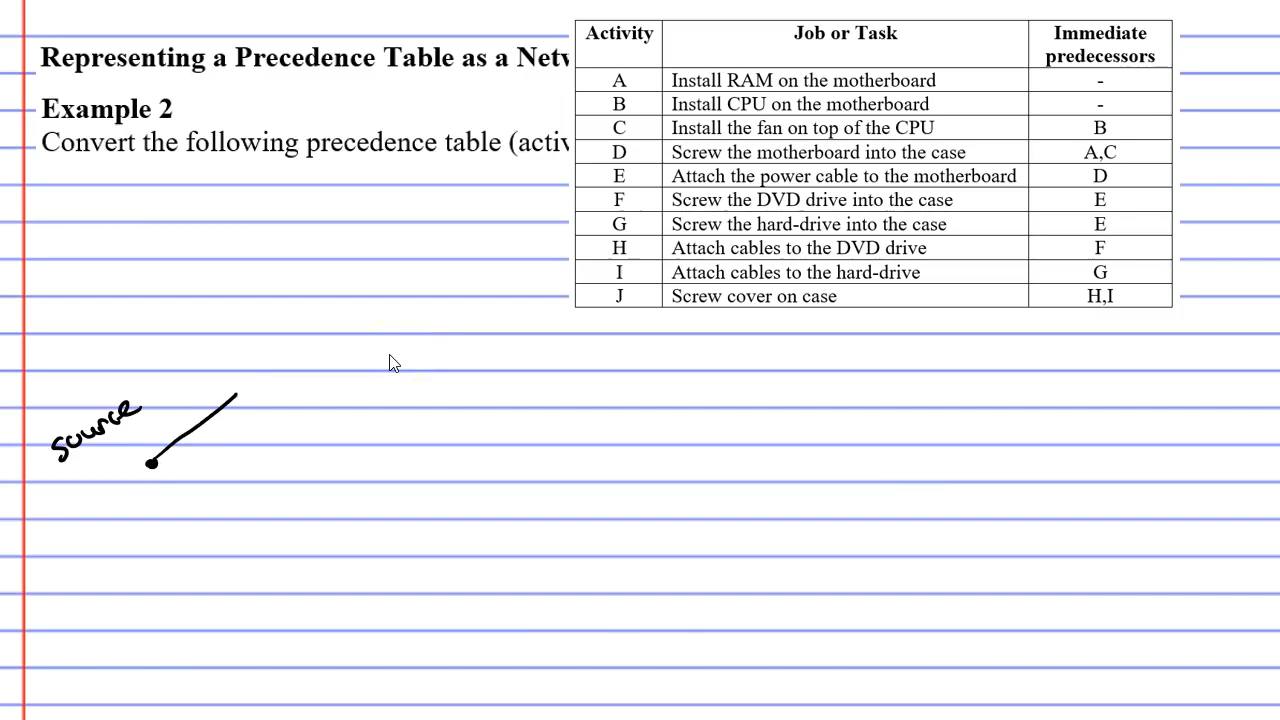 Representing a Precedence Table as a
Example 2
Convert the following precedence table
Activity Job or Task Immediate predecessors
A Install RAM on the motherboard -
B Install CPU on the motherboard -
C Install the fan on top of the CPU B
D Screw the motherboard into the case A,C
E Attach the power cable to the motherboard D
F Screw the DVD drive into the case E
G Screw the hard-drive into the case E
H Attach cables to the DVD drive F
I Attach cables to the hard-drive G
J Screw cover on case H,I
source